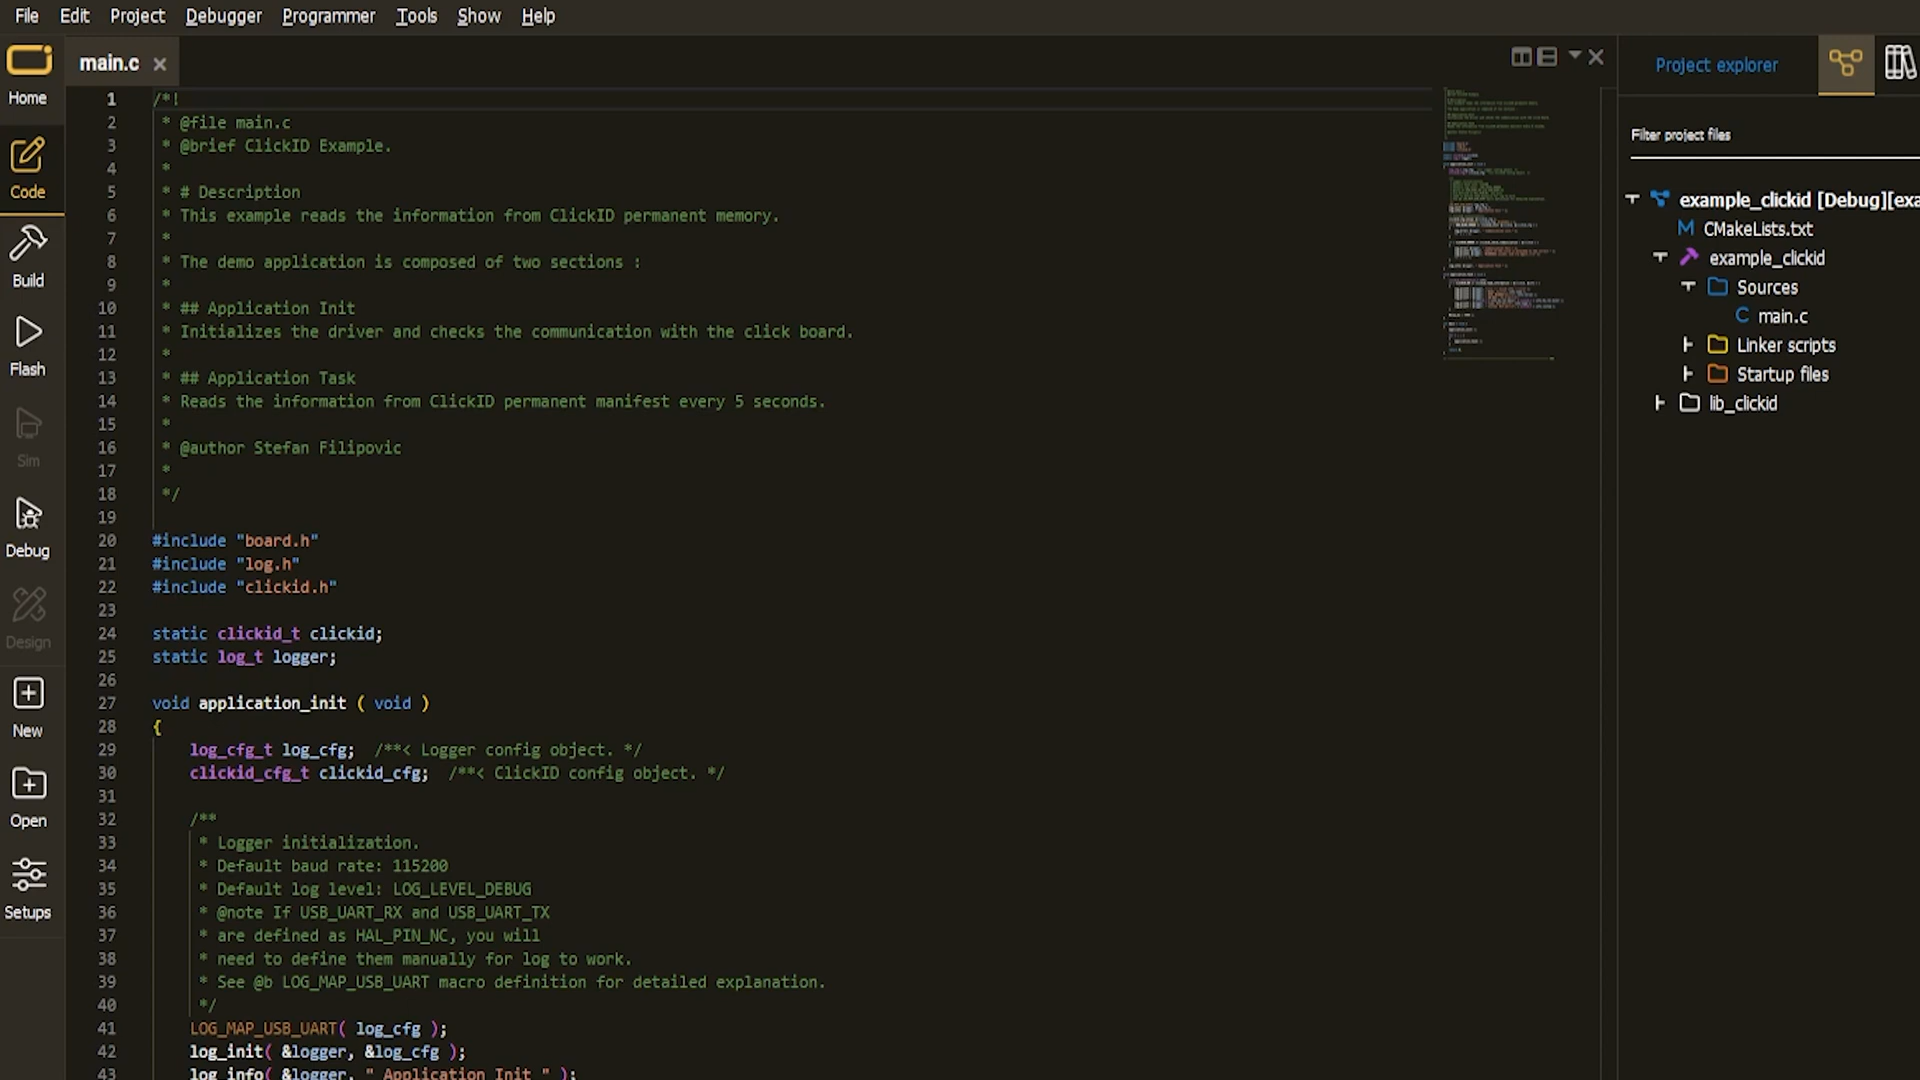 File Edit Project Debugger Programmer Tools Show Help
Home
Code
Build
Flash
Sim
Debug
Design
New
Open
Setups
main.c
1 /*!
2 * @file main.c
3 * @brief ClickID Example.
4 *
5 * # Description
6 * This example reads the information from ClickID permanent memory.
7 *
8 * The demo application is composed of two sections :
9 *
10 * ## Application Init
11 * Initializes the driver and checks the communication with the click board.
12 *
13 * ## Application Task
14 * Reads the information from ClickID permanent manifest every 5 seconds.
15 *
16 * @author Stefan Filipovic
17 *
18 */
19
20 #include "board.h"
21 #include "log.h"
22 #include "clickid.h"
23
24 static clickid_t clickid;
25 static log_t logger;
26
27 void application_init ( void )
28 {
29 log_cfg_t log_cfg; /**< Logger config object. */
30 clickid_cfg_t clickid_cfg; /**< ClickID config object. */
31
32 /**
33 * Logger initialization.
34 * Default baud rate: 115200
35 * Default log level: LOG_LEVEL_DEBUG
36 * @note If USB_UART_RX and USB_UART_TX
37 * are defined as HAL_PIN_NC, you will
38 * need to define them manually for log to work.
39 * See @b LOG_MAP_USB_UART macro definition for detailed explanation.
40 */
41 LOG_MAP_USB_UART( log_cfg );
42 log_init( &logger, &log_cfg );
43 log_info( &logger, " Application Init " );
Project explorer
Filter project files
example_clickid [Debug][exa
CMakeLists.txt
example_clickid
Sources
main.c
Linker scripts
Startup files
lib_clickid